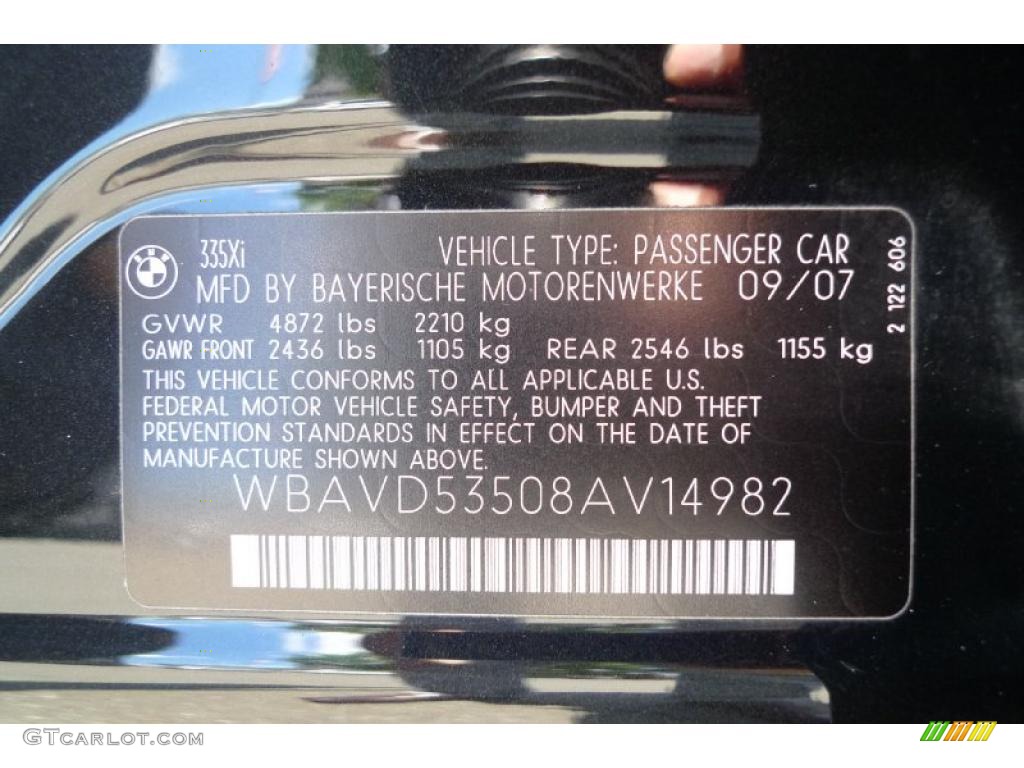 335Xi
VEHICLE TYPE: PASSENGER CAR
MFD BY BAYERISCHE MOTORENWERKE 09/07
GVWR 4872 lbs 2210 kg
GAWR FRONT 2436 lbs 1105 kg REAR 2546 lbs 1155 kg
THIS VEHICLE CONFORMS TO ALL APPLICABLE U.S.
FEDERAL MOTOR VEHICLE SAFETY, BUMPER AND THEFT
PREVENTION STANDARDS IN EFFECT ON THE DATE OF
MANUFACTURE SHOWN ABOVE.
WBAVD53508AV14982
2 122 606
BMW
GTCarLot.com